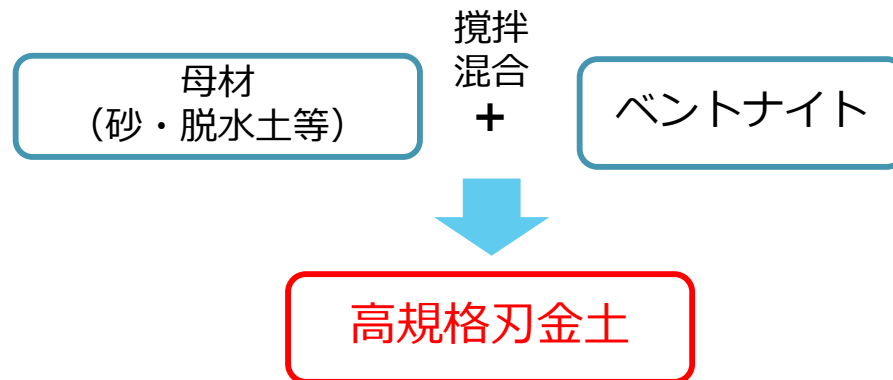 母材
（砂・脱水土等）
撹拌
混合
+
ベントナイト
高規格刃金土